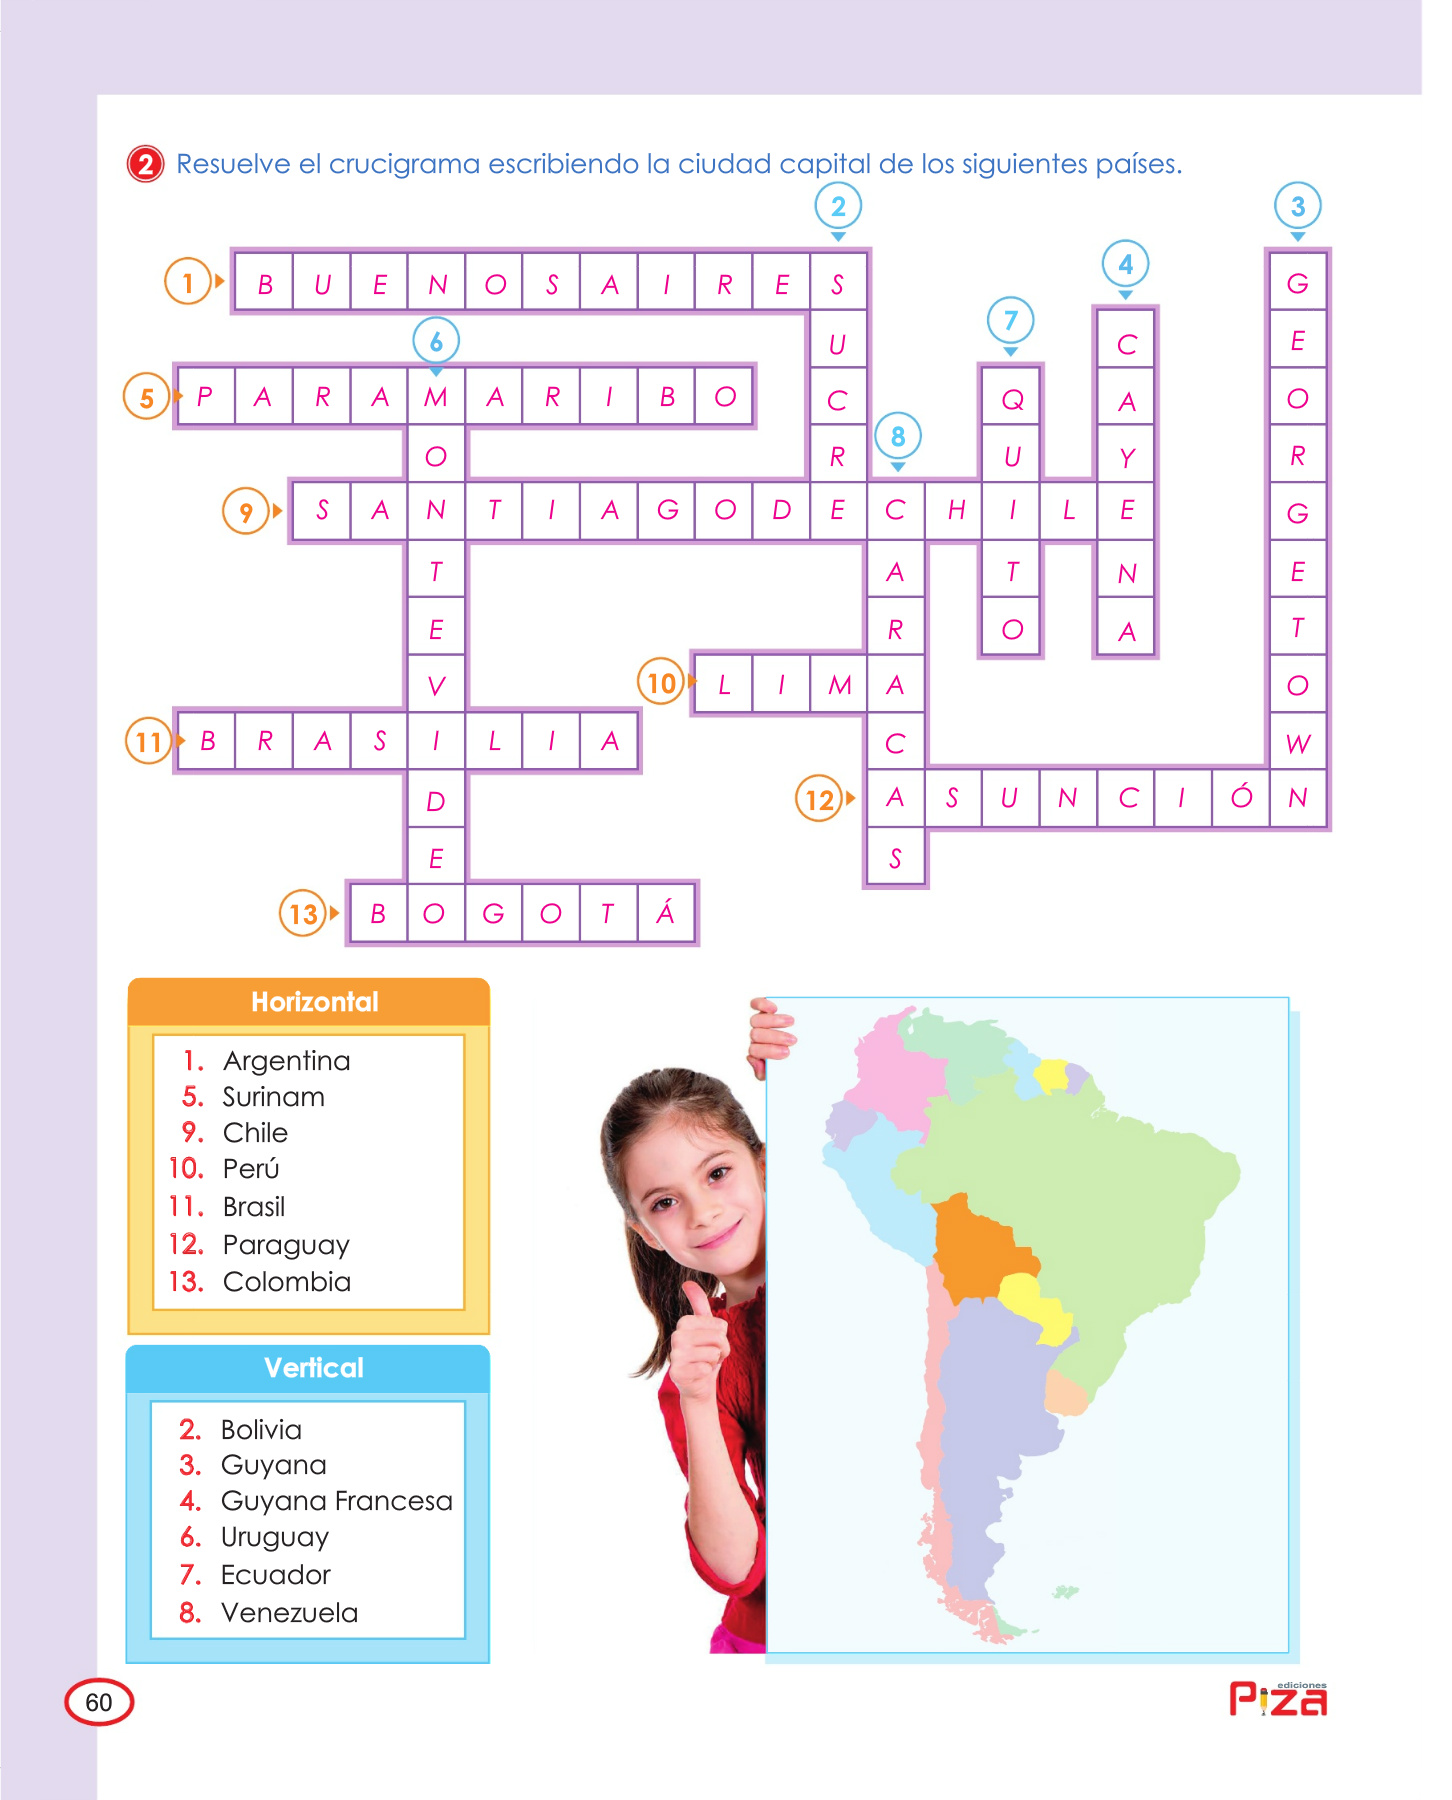 2 Resuelve el crucigrama escribiendo la ciudad capital de los siguientes países.
2 3
4
1 B U E N O S A I R E S G
7
6 U C E
5 P A R A M A R I B O C Q A O
8
O R U Y R
9 S A N T I A G O D E C H I L E G
T A T N E
E R O A T
10 L I M A
V O
11 B R A S I L I A C W
D 12 A S U N C I Ó N
E S
13 B O G O T Á
Horizontal
1. Argentina
5. Surinam
9. Chile
10. Perú
11. Brasil
12. Paraguay
13. Colombia
Vertical
2. Bolivia
3. Guyana
4. Guyana Francesa
6. Uruguay
7. Ecuador
8. Venezuela
60
ediciones
Piza